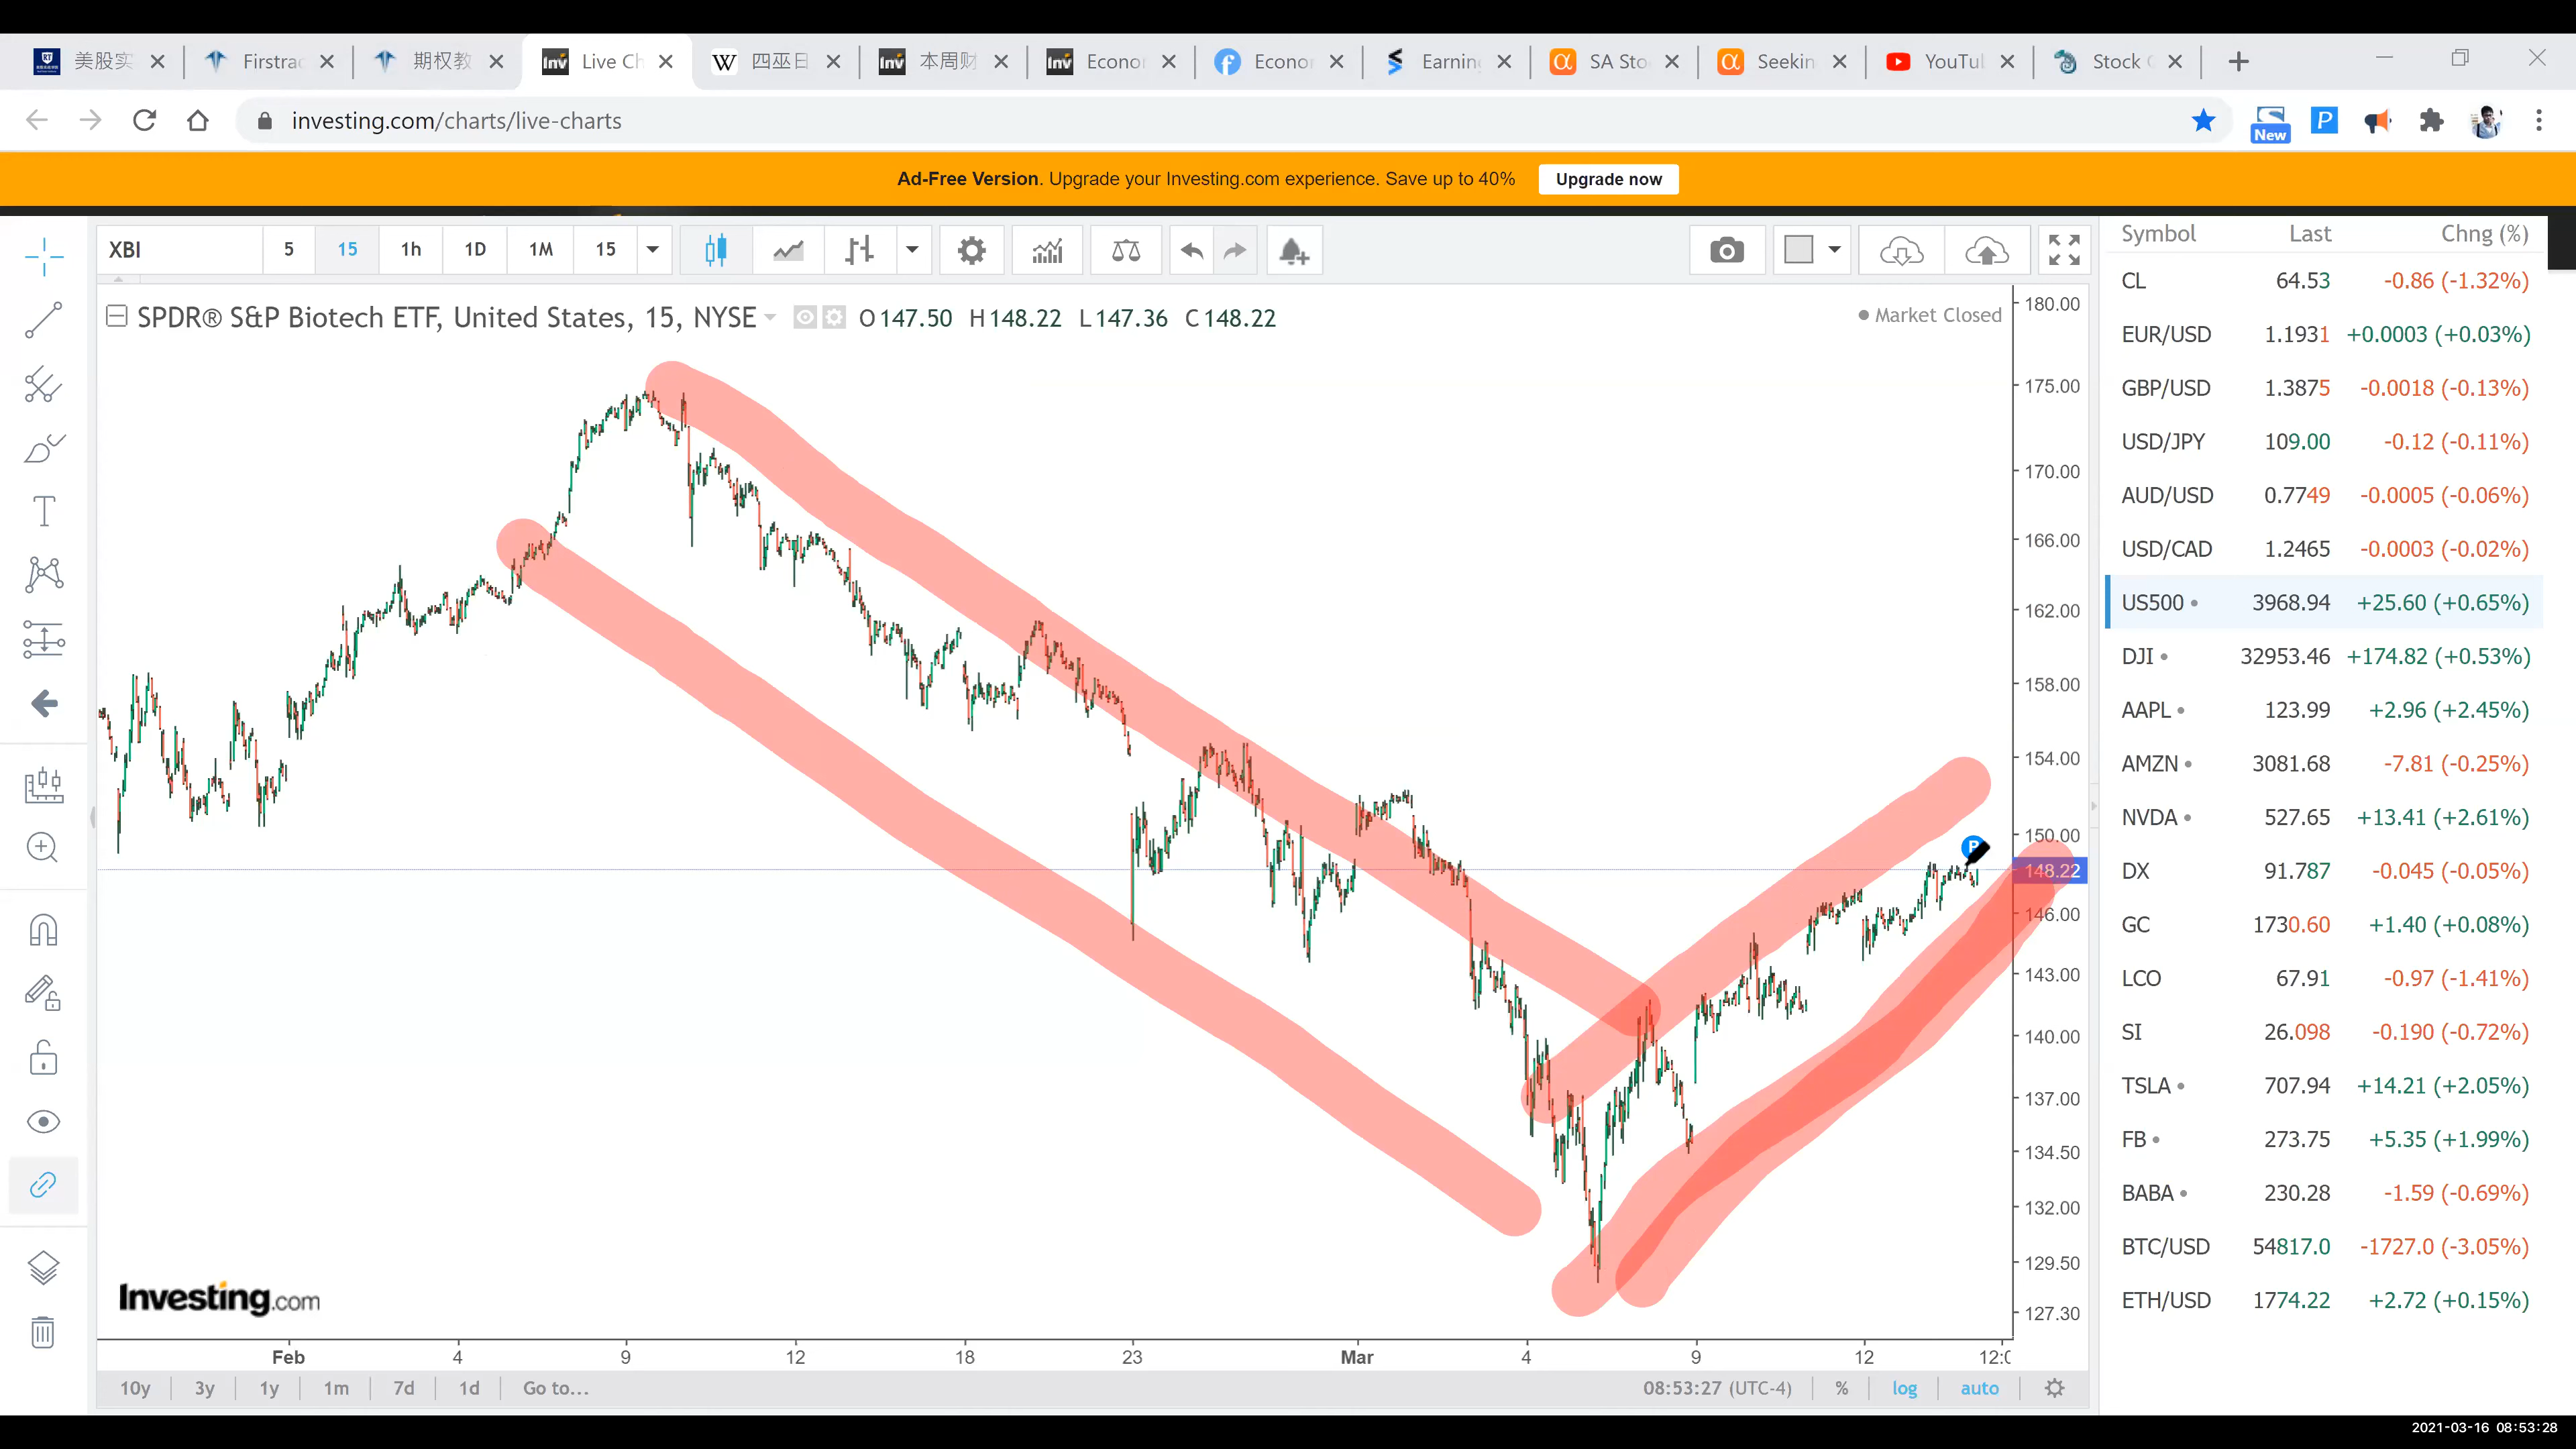 美股实 Firstrad 期权教 Live Ch 四巫日 本周财 Econo Econo Earnin SA Sto Seekin YouTu Stock
investing.com/charts/live-charts New P
Ad-Free Version. Upgrade your Investing.com experience. Save up to 40% Upgrade now
XBI 5 15 1h 1D 1M 15
SPDR® S&P Biotech ETF, United States, 15, NYSE O147.50 H148.22 L147.36 C148.22
Market Closed
180.00
175.00
170.00
166.00
162.00
158.00
154.00
150.00
148.22
146.00
143.00
140.00
137.00
134.50
132.00
129.50
127.30
Investing.com
Feb 4 9 12 18 23 Mar 4 9 12 12:0
10y 3y 1y 1m 7d 1d Go to... 08:53:27 (UTC-4) % log auto
Symbol Last Chng (%)
CL 64.53 -0.86 (-1.32%)
EUR/USD 1.1931 +0.0003 (+0.03%)
GBP/USD 1.3875 -0.0018 (-0.13%)
USD/JPY 109.00 -0.12 (-0.11%)
AUD/USD 0.7749 -0.0005 (-0.06%)
USD/CAD 1.2465 -0.0003 (-0.02%)
US500 3968.94 +25.60 (+0.65%)
DJI 32953.46 +174.82 (+0.53%)
AAPL 123.99 +2.96 (+2.45%)
AMZN 3081.68 -7.81 (-0.25%)
NVDA 527.65 +13.41 (+2.61%)
DX 91.787 -0.045 (-0.05%)
GC 1730.60 +1.40 (+0.08%)
LCO 67.91 -0.97 (-1.41%)
SI 26.098 -0.190 (-0.72%)
TSLA 707.94 +14.21 (+2.05%)
FB 273.75 +5.35 (+1.99%)
BABA 230.28 -1.59 (-0.69%)
BTC/USD 54817.0 -1727.0 (-3.05%)
ETH/USD 1774.22 +2.72 (+0.15%)
2021-03-16 08:53:28